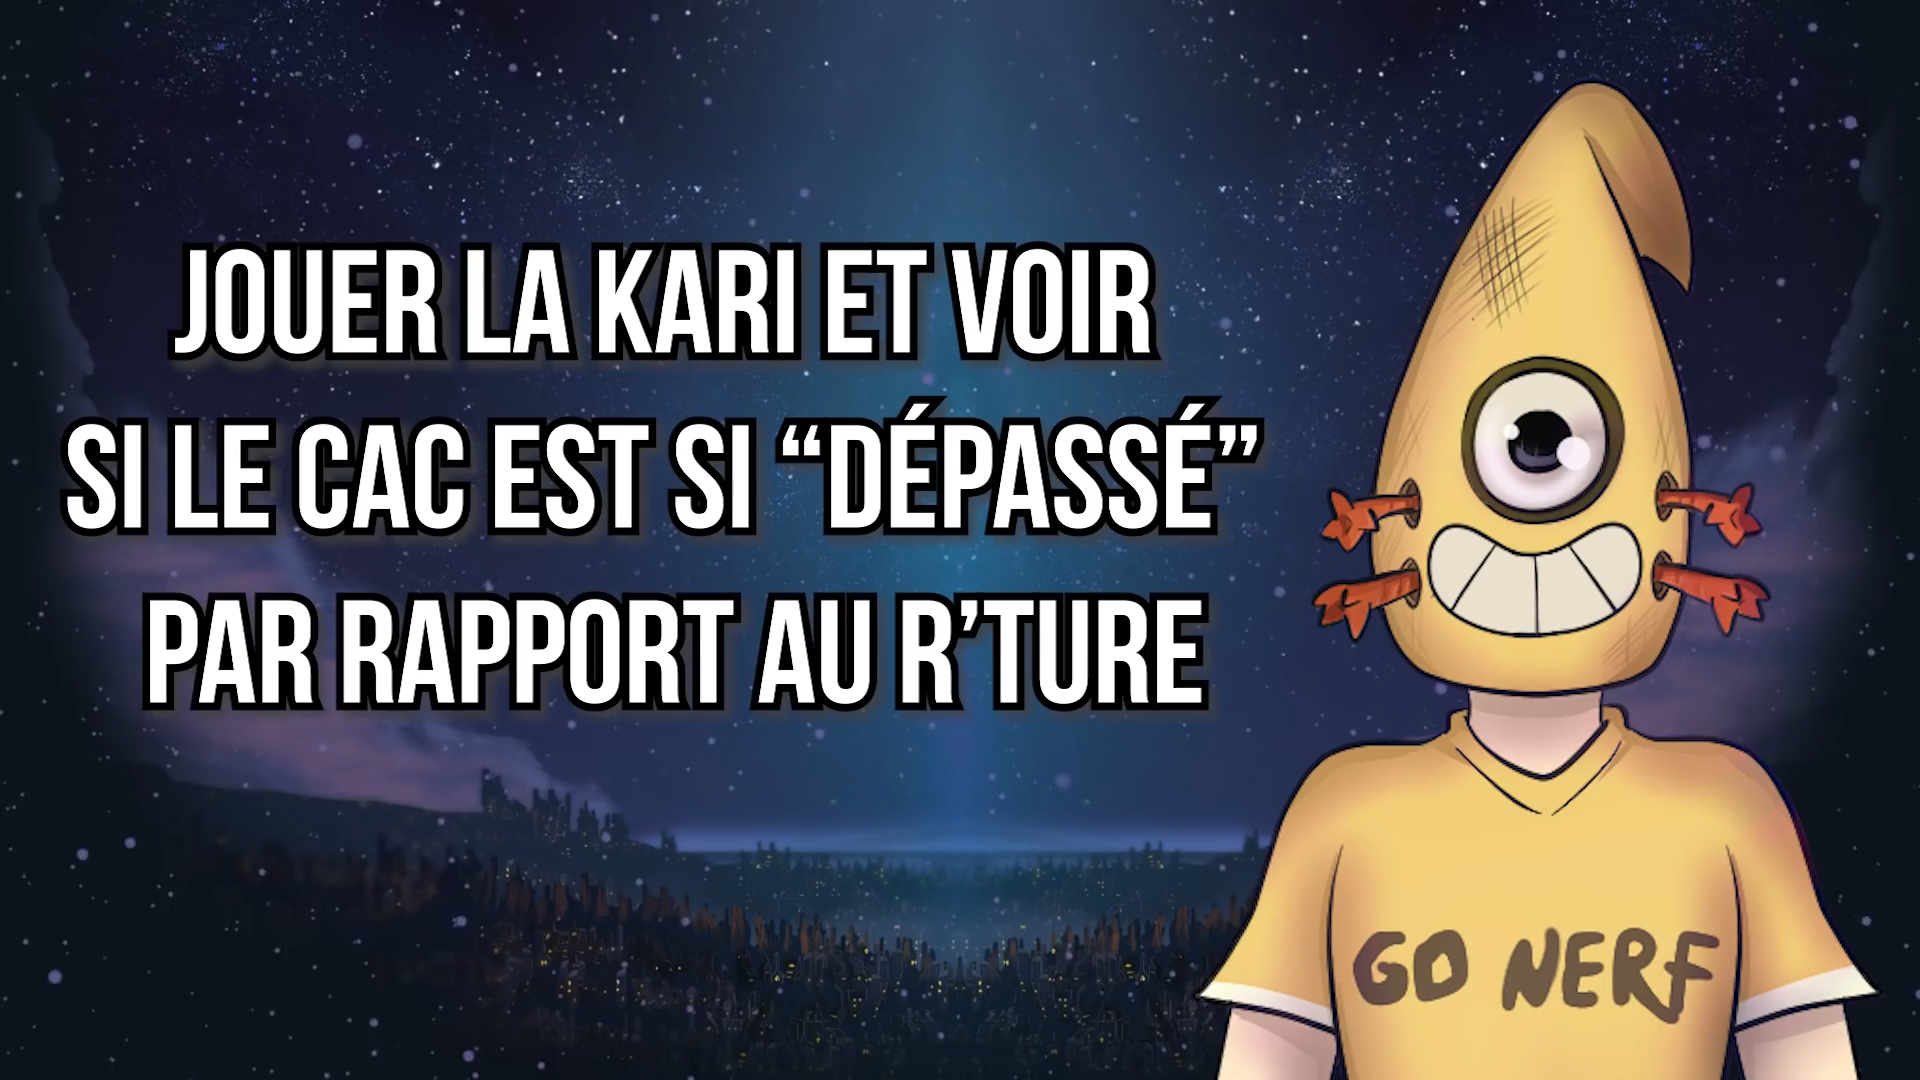 JOUER LA KARI ET VOIR
SI LE CAC EST SI “DÉPASSÉ”
PAR RAPPORT AU R’TURE
GO NERF